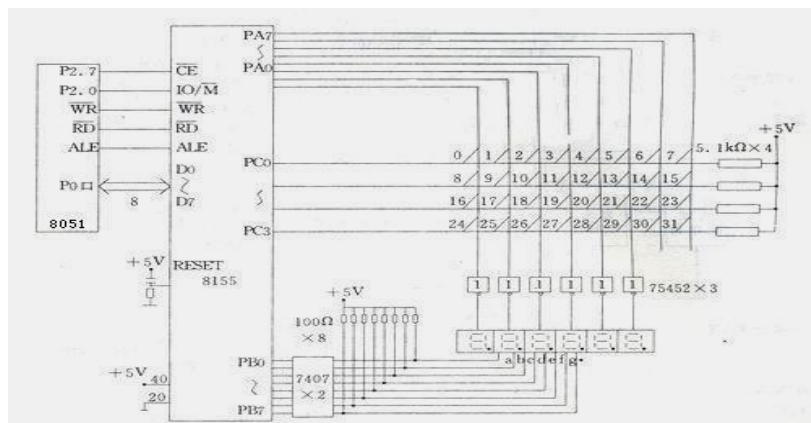 PA7
P2.7 CE PA0
P2.0 IO/M
WR WR
RD RD
ALE ALE
+5V
0 1 2 3 4 5 6 7 5.1kΩ×4
PC0
D0
P0口
8 9 10 11 12 13 14 15
8
D7
16 17 18 19 20 21 22 23
8051
PC3
24 25 26 27 28 29 30 31
+5V RESET
8155
1 1 1 1 1 1 75452×3
+5V
100Ω
×8
a b c d e f g
PB0
+5V 40
7407
×2
20
PB7